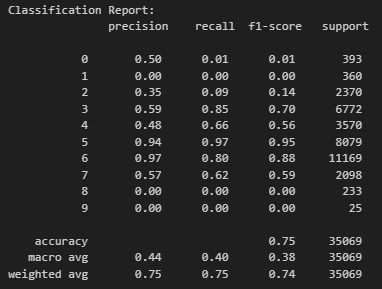 Classification Report:
precision recall f1-score support
0 0.50 0.01 0.01 393
1 0.00 0.00 0.00 360
2 0.35 0.09 0.14 2370
3 0.59 0.85 0.70 6772
4 0.48 0.66 0.56 3570
5 0.94 0.97 0.95 8079
6 0.97 0.80 0.88 11169
7 0.57 0.62 0.59 2098
8 0.00 0.00 0.00 233
9 0.00 0.00 0.00 25
accuracy 0.75 35069
macro avg 0.44 0.40 0.38 35069
weighted avg 0.75 0.75 0.74 35069